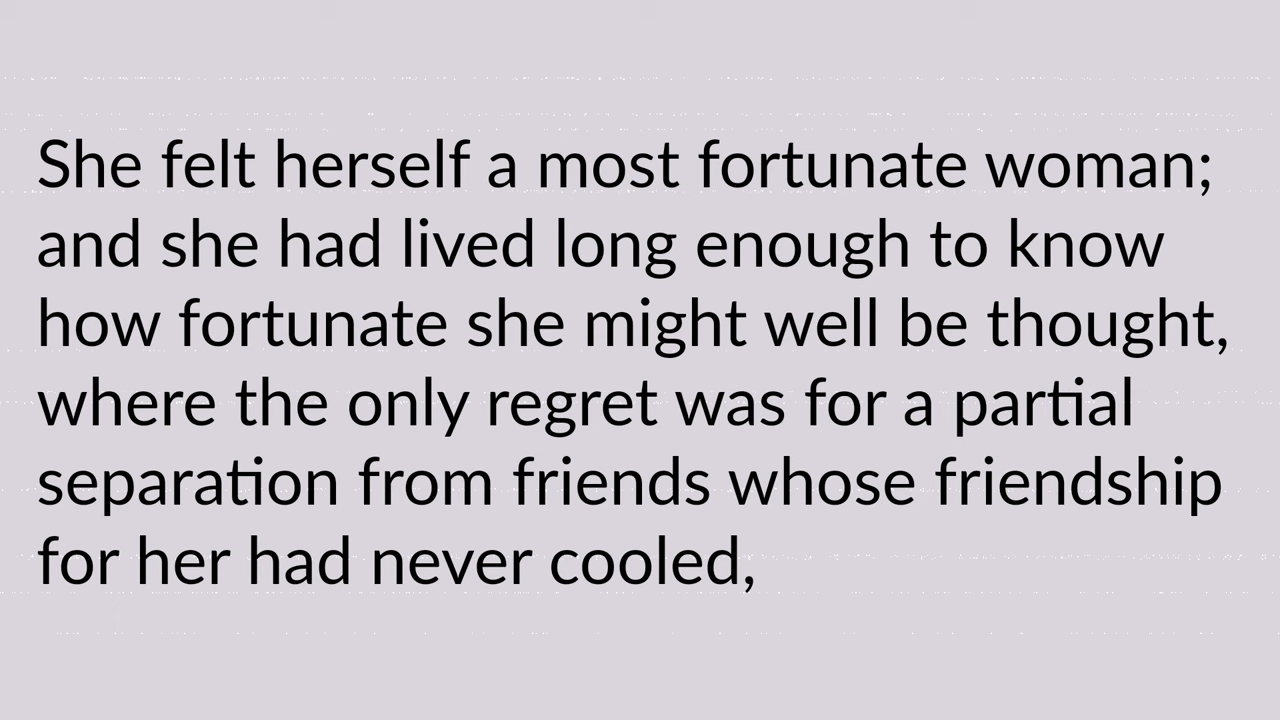 She felt herself a most fortunate woman;
and she had lived long enough to know
how fortunate she might well be thought,
where the only regret was for a partial
separation from friends whose friendship
for her had never cooled,